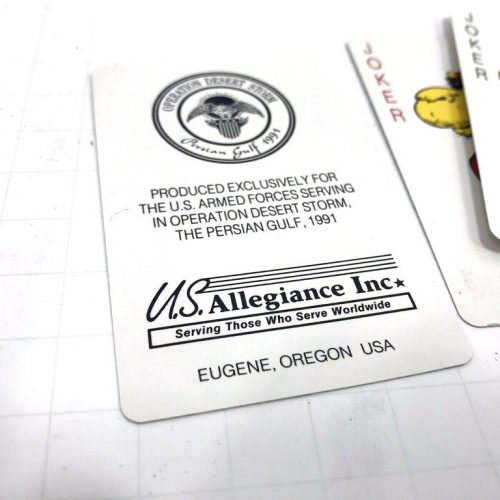 OPERATION DESERT STORM
Persian Gulf 1991
PRODUCED EXCLUSIVELY FOR
THE U.S. ARMED FORCES SERVING
IN OPERATION DESERT STORM,
THE PERSIAN GULF, 1991
U.S. Allegiance Inc.
Serving Those Who Serve Worldwide
EUGENE, OREGON USA
JOKER
JOKER